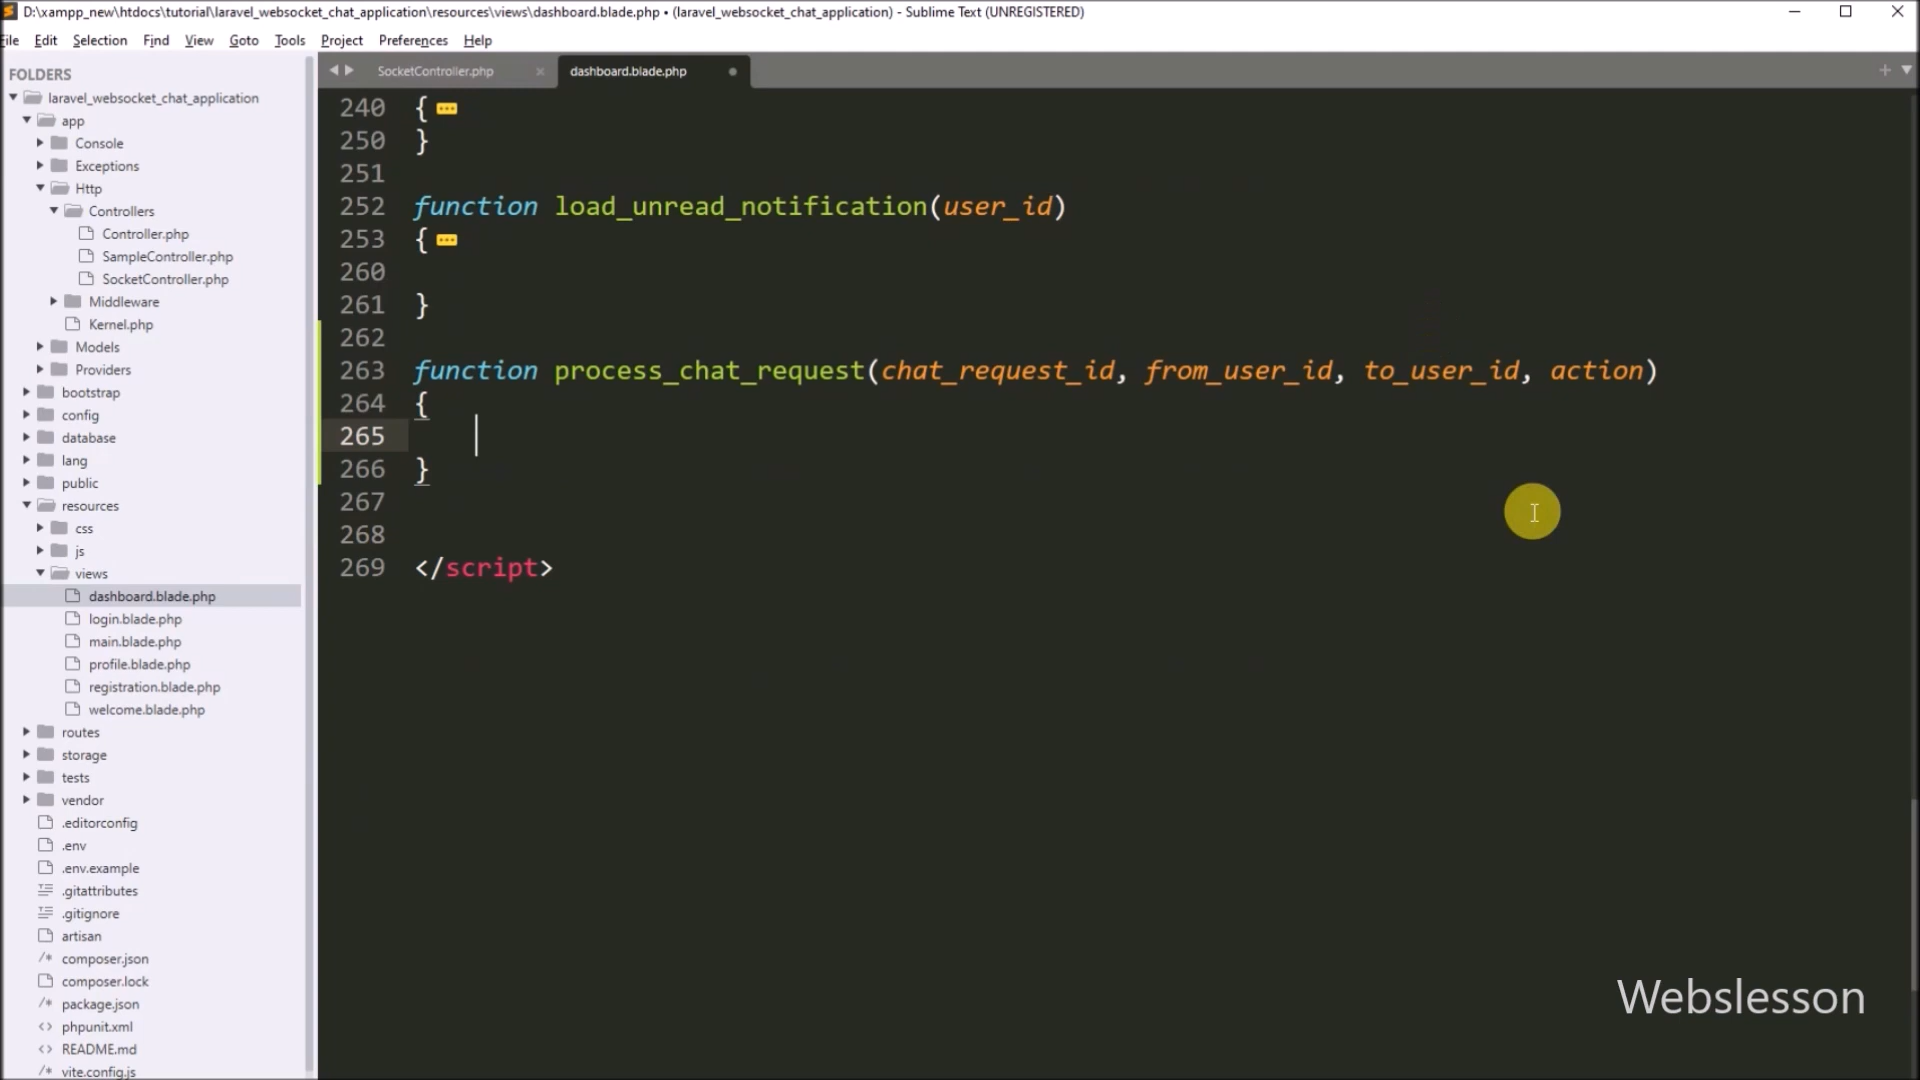 D:\xampp_new\htdocs\tutorial\laravel_websocket_chat_application\resources\views\dashboard.blade.php • (laravel_websocket_chat_application) - Sublime Text (UNREGISTERED)
File Edit Selection Find View Goto Tools Project Preferences Help
FOLDERS
laravel_websocket_chat_application
app
Console
Exceptions
Http
Controllers
Controller.php
SampleController.php
SocketController.php
Middleware
Kernel.php
Models
Providers
bootstrap
config
database
lang
public
resources
css
js
views
dashboard.blade.php
login.blade.php
main.blade.php
profile.blade.php
registration.blade.php
welcome.blade.php
routes
storage
tests
vendor
.editorconfig
.env
.env.example
.gitattributes
.gitignore
artisan
composer.json
composer.lock
package.json
phpunit.xml
README.md
vite.config.js
SocketController.php
dashboard.blade.php
240 {
250 }
251
252 function load_unread_notification(user_id)
253 {
260
261 }
262
263 function process_chat_request(chat_request_id, from_user_id, to_user_id, action)
264 {
265
266 }
267
268
269 </script>
Webslesson